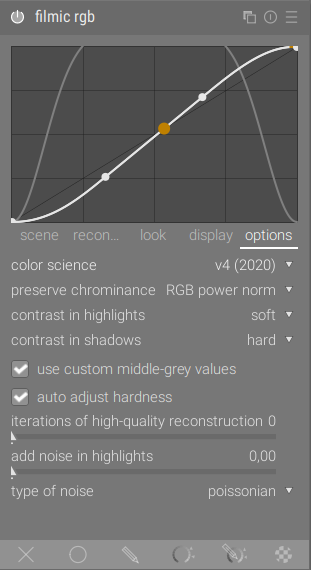 filmic rgb
scene recon... look display options
color science v4 (2020)
preserve chrominance RGB power norm
contrast in highlights soft
contrast in shadows hard
use custom middle-grey values
auto adjust hardness
iterations of high-quality reconstruction 0
add noise in highlights 0,00
type of noise poissonian